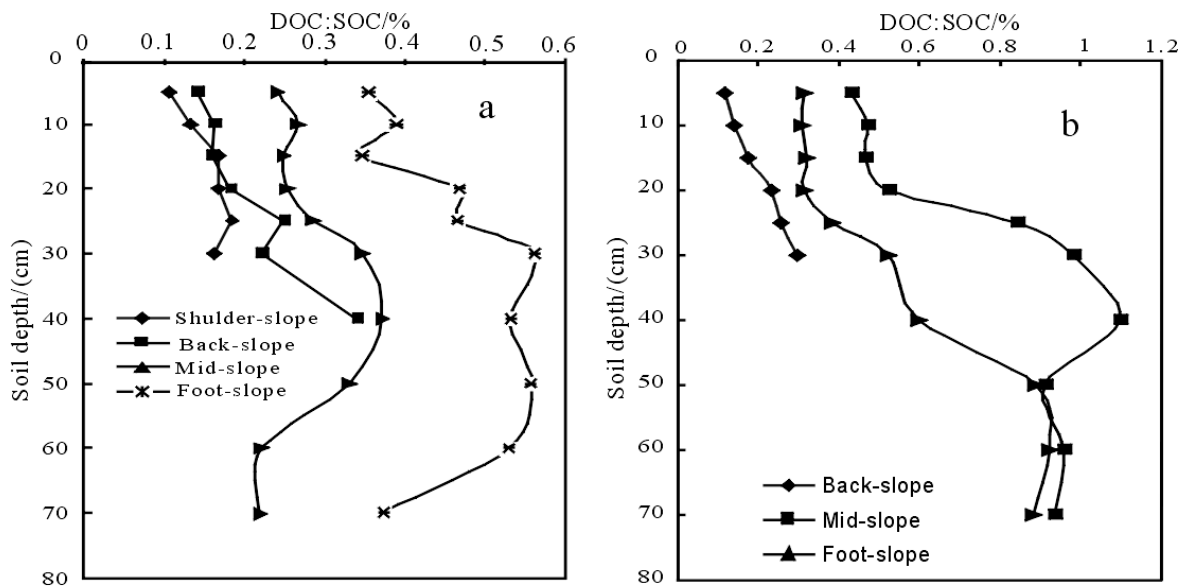 DOC:SOC/%
0 0.1 0.2 0.3 0.4 0.5 0.6
0
10
20
30
40
50
60
70
80
Soil depth/(cm)
a
Shulder-slope
Back-slope
Mid-slope
Foot-slope
DOC:SOC/%
0 0.2 0.4 0.6 0.8 1 1.2
0
10
20
30
40
50
60
70
80
Soil depth/(cm)
b
Back-slope
Mid-slope
Foot-slope